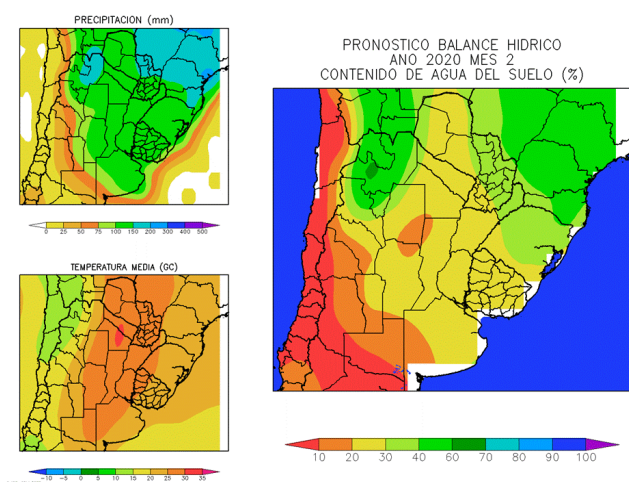 PRECIPITACION (mm)
0 25 50 75 100 150 200 300 400 500
TEMPERATURA MEDIA (GC)
-10 -5 0 5 10 15 20 25 30 35
PRONOSTICO BALANCE HIDRICO
ANO 2020 MES 2
CONTENIDO DE AGUA DEL SUELO (%)
10 20 30 40 50 60 70 80 90 100